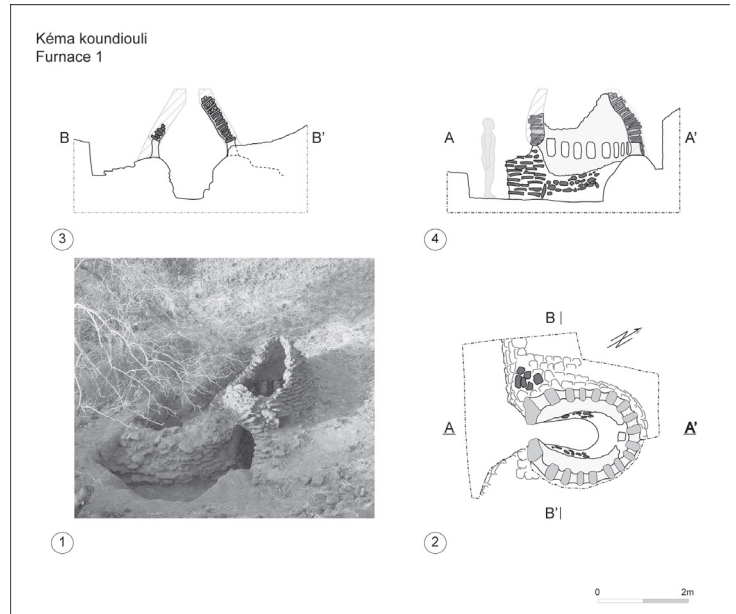 Kéma koundiouli
Furnace 1
B B'
3
A A'
4
1
B
A A'
B'
2
0 2m